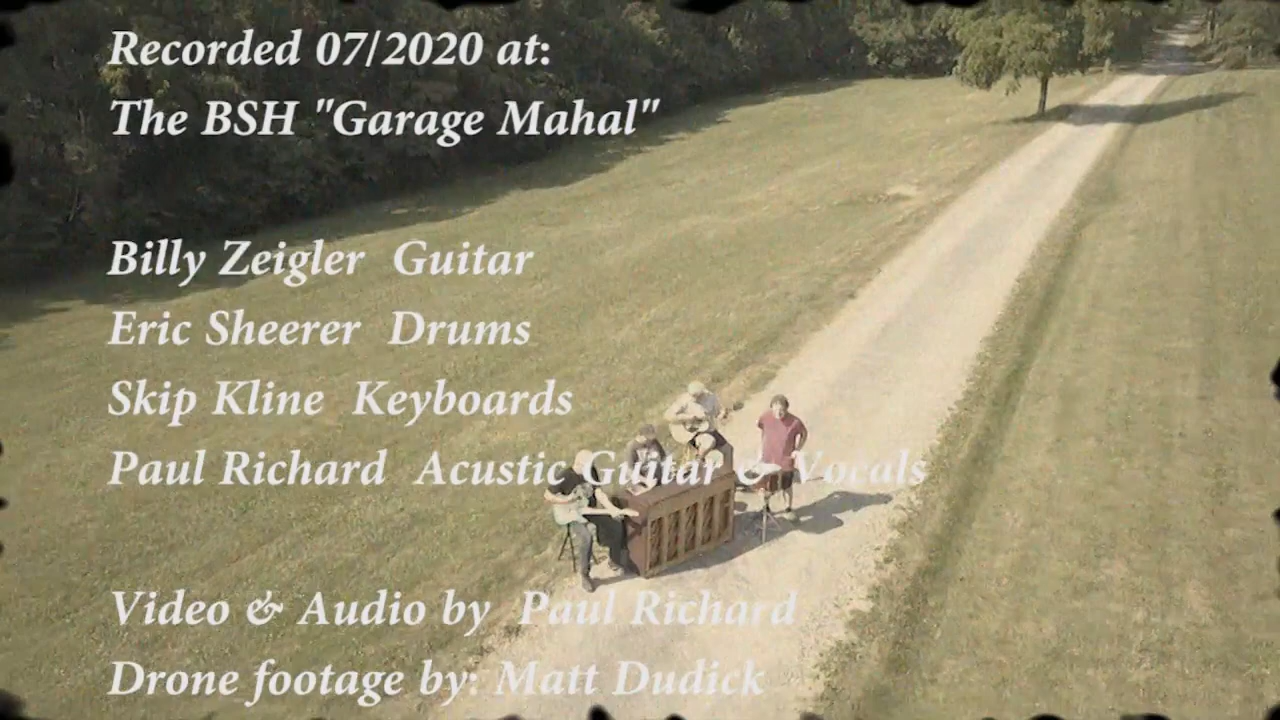 Recorded 07/2020 at:
The BSH "Garage Mahal"
Billy Zeigler Guitar
Eric Sheerer Drums
Skip Kline Keyboards
Paul Richard Acustic Guitar & Vocals
Video & Audio by Paul Richard
Drone footage by: Matt Dudick